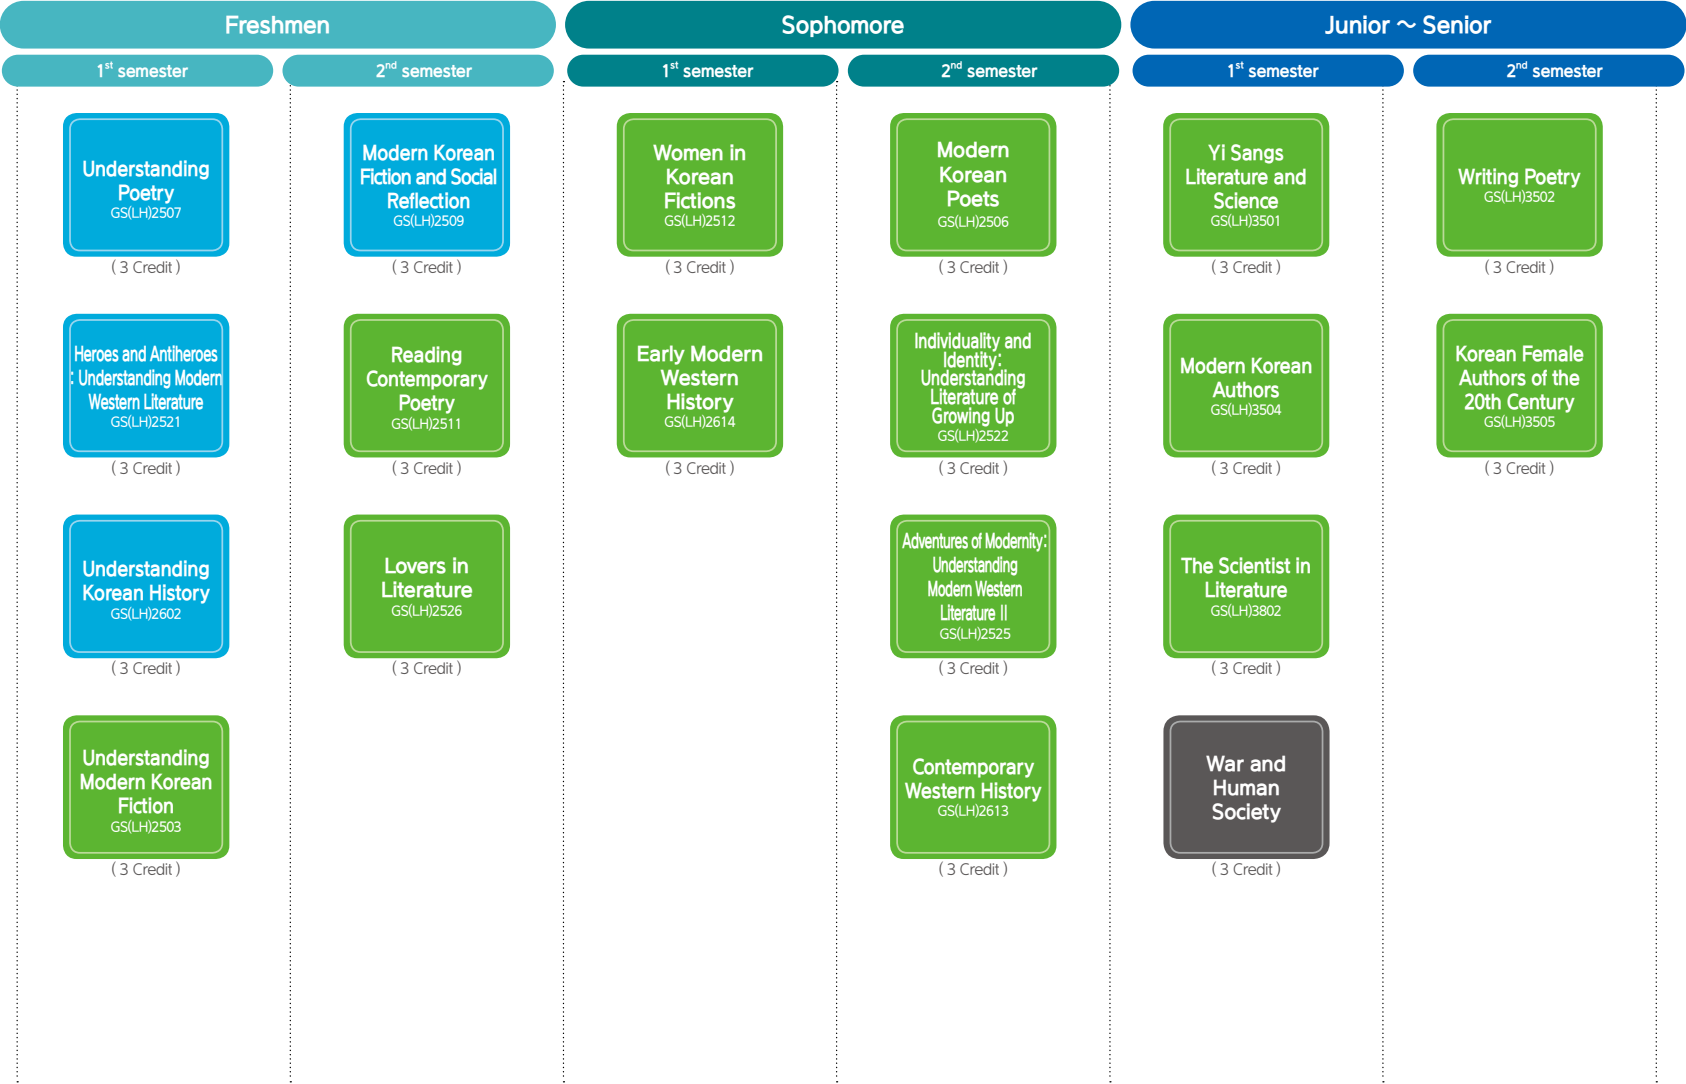 Freshmen
Sophomore
Junior ~ Senior
1st semester
2nd semester
1st semester
2nd semester
1st semester
2nd semester
Understanding
Poetry
GS(LH)2507
( 3 Credit )
Modern Korean
Fiction and Social
Reflection
GS(LH)2509
( 3 Credit )
Women in
Korean
Fictions
GS(LH)2512
( 3 Credit )
Modern
Korean
Poets
GS(LH)2506
( 3 Credit )
Yi Sangs
Literature and
Science
GS(LH)3501
( 3 Credit )
Writing Poetry
GS(LH)3502
( 3 Credit )
Heroes and Antiheroes
: Understanding Modern
Western Literature
GS(LH)2521
( 3 Credit )
Reading
Contemporary
Poetry
GS(LH)2511
( 3 Credit )
Early Modern
Western
History
GS(LH)2614
( 3 Credit )
Individuality and
Identity:
Understanding
Literature of
Growing Up
GS(LH)2522
( 3 Credit )
Modern Korean
Authors
GS(LH)3504
( 3 Credit )
Korean Female
Authors of the
20th Century
GS(LH)3505
( 3 Credit )
Understanding
Korean History
GS(LH)2602
( 3 Credit )
Lovers in
Literature
GS(LH)2526
( 3 Credit )
Adventures of Modernity:
Understanding
Modern Western
Literature II
GS(LH)2525
( 3 Credit )
The Scientist in
Literature
GS(LH)3802
( 3 Credit )
Understanding
Modern Korean
Fiction
GS(LH)2503
( 3 Credit )
Contemporary
Western History
GS(LH)2613
( 3 Credit )
War and
Human
Society
( 3 Credit )